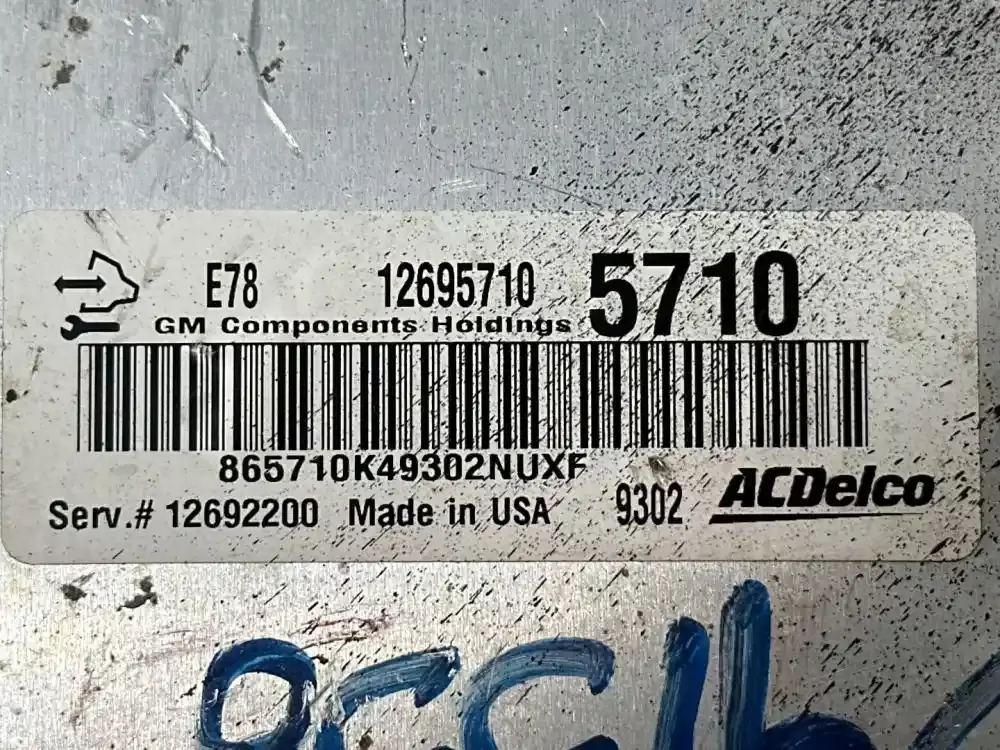 E78 12695710 5710
GM Components Holdings
865710K49302NUXF
Serv.# 12692200 Made in USA 9302 ACDelco